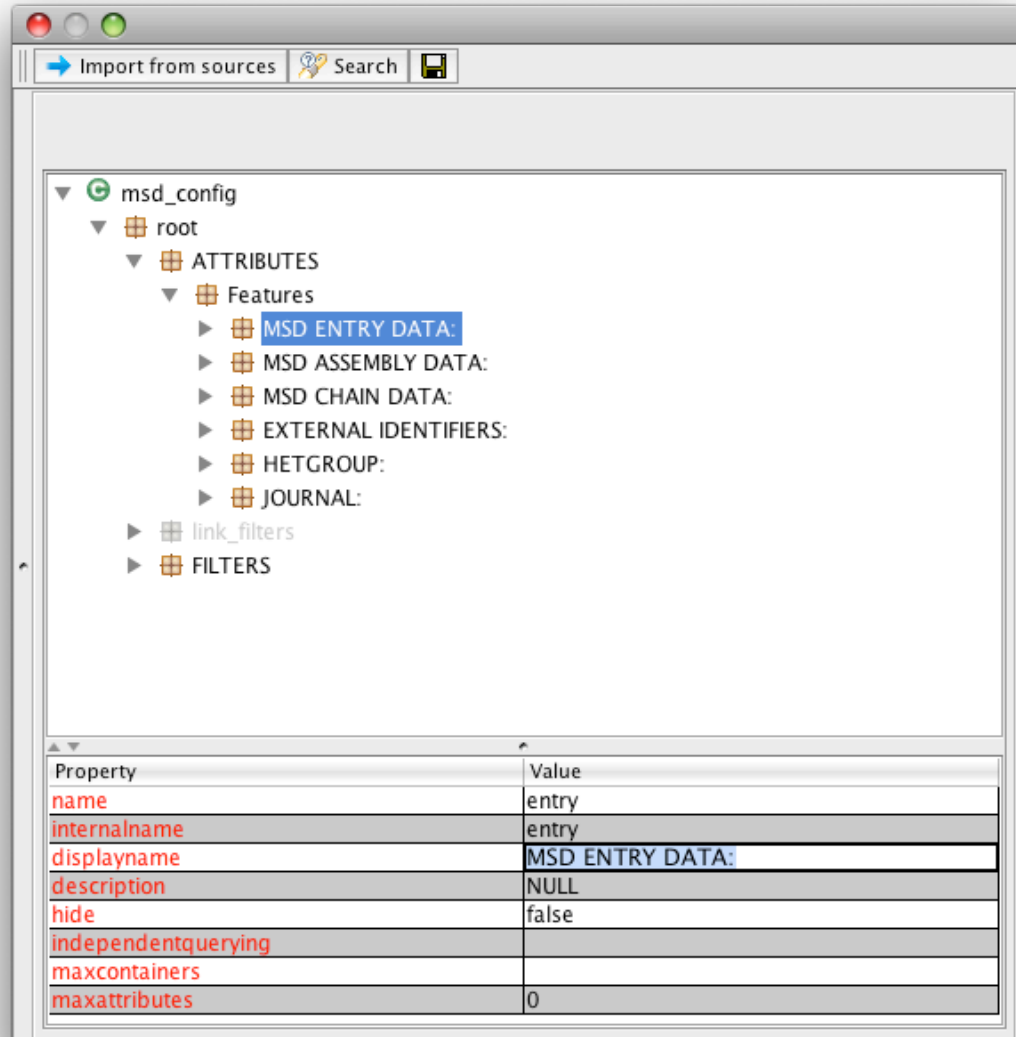 Import from sources Search
msd_config
root
ATTRIBUTES
Features
MSD ENTRY DATA:
MSD ASSEMBLY DATA:
MSD CHAIN DATA:
EXTERNAL IDENTIFIERS:
HETGROUP:
JOURNAL:
link_filters
FILTERS
Property Value
name entry
internalname entry
displayname MSD ENTRY DATA:
description NULL
hide false
independentquerying
maxcontainers
maxattributes 0